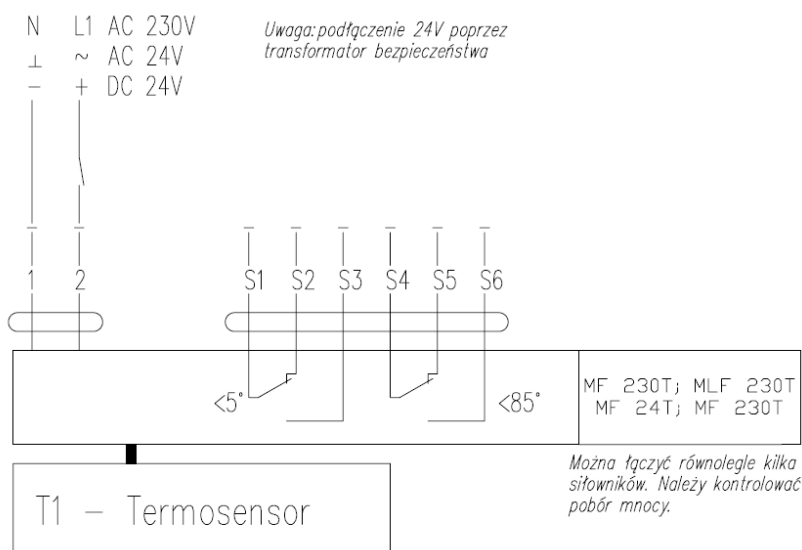 N L1 AC 230V
⊥ ~ AC 24V
− + DC 24V
Uwaga: podłączenie 24V poprzez
transformator bezpieczeństwa
1 2 S1 S2 S3 S4 S5 S6
<5° <85°
MF 230T; MLF 230T
MF 24T; MF 230T
Można łączyć równolegle kilka
siłowników. Należy kontrolować
pobór mnocy.
T1 – Termosensor